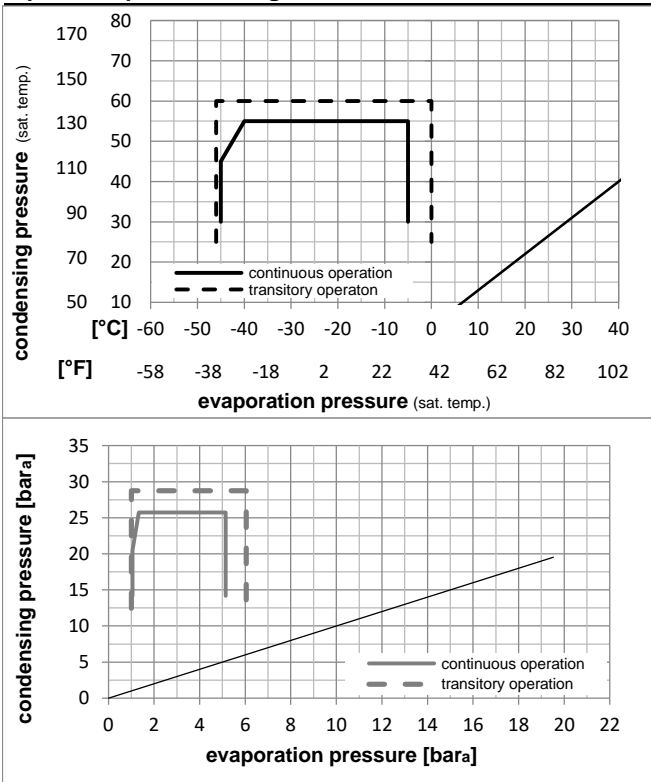 170 80
70
150 60
130 50
110 40
90 30
70 20
50 10
condensing pressure (sat. temp.)
continuous operation
transitory operaton
[°C] -60 -50 -40 -30 -20 -10 0 10 20 30 40
[°F] -58 -38 -18 2 22 42 62 82 102
evaporation pressure (sat. temp.)
35
30
25
20
15
10
5
0
condensing pressure [bara]
continuous operation
transitory operation
0 2 4 6 8 10 12 14 16 18 20 22
evaporation pressure [bara]